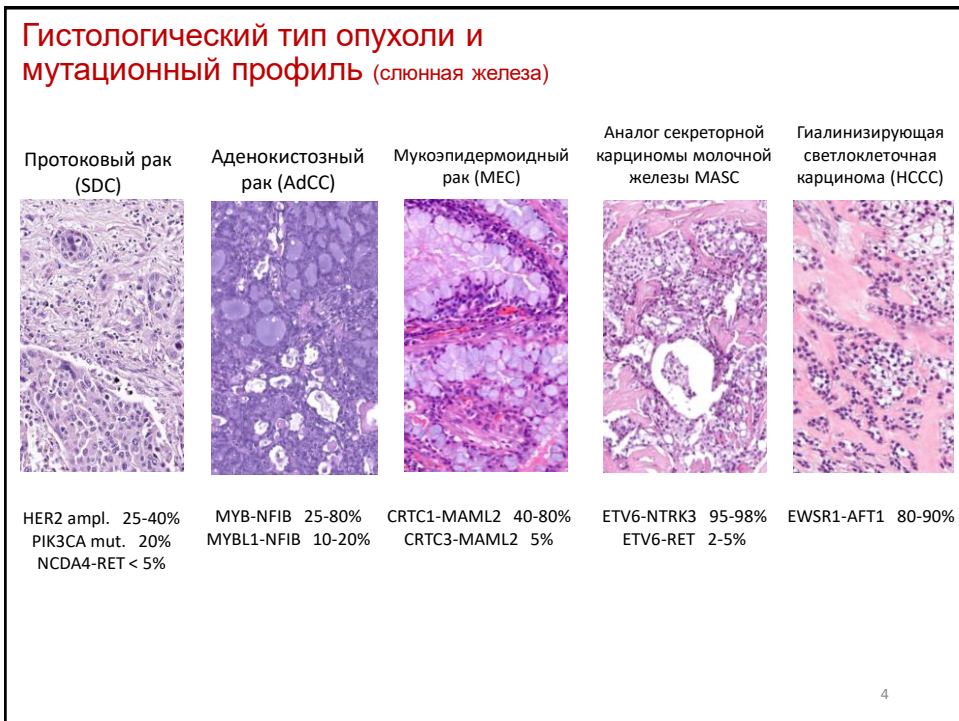 Гистологический тип опухоли и
мутационный профиль (слюнная железа)
Протоковый рак
(SDC)
Аденокистозный
рак (AdCC)
Мукоэпидермоидный
рак (MEC)
Аналог секреторной
карциномы молочной
железы MASC
Гиалинизирующая
светлоклеточная
карцинома (HCCC)
HER2 ampl. 25-40%
PIK3CA mut. 20%
NCDA4-RET < 5%
MYB-NFIB 25-80%
MYBL1-NFIB 10-20%
CRTC1-MAML2 40-80%
CRTC3-MAML2 5%
ETV6-NTRK3 95-98%
ETV6-RET 2-5%
EWSR1-AFT1 80-90%
4